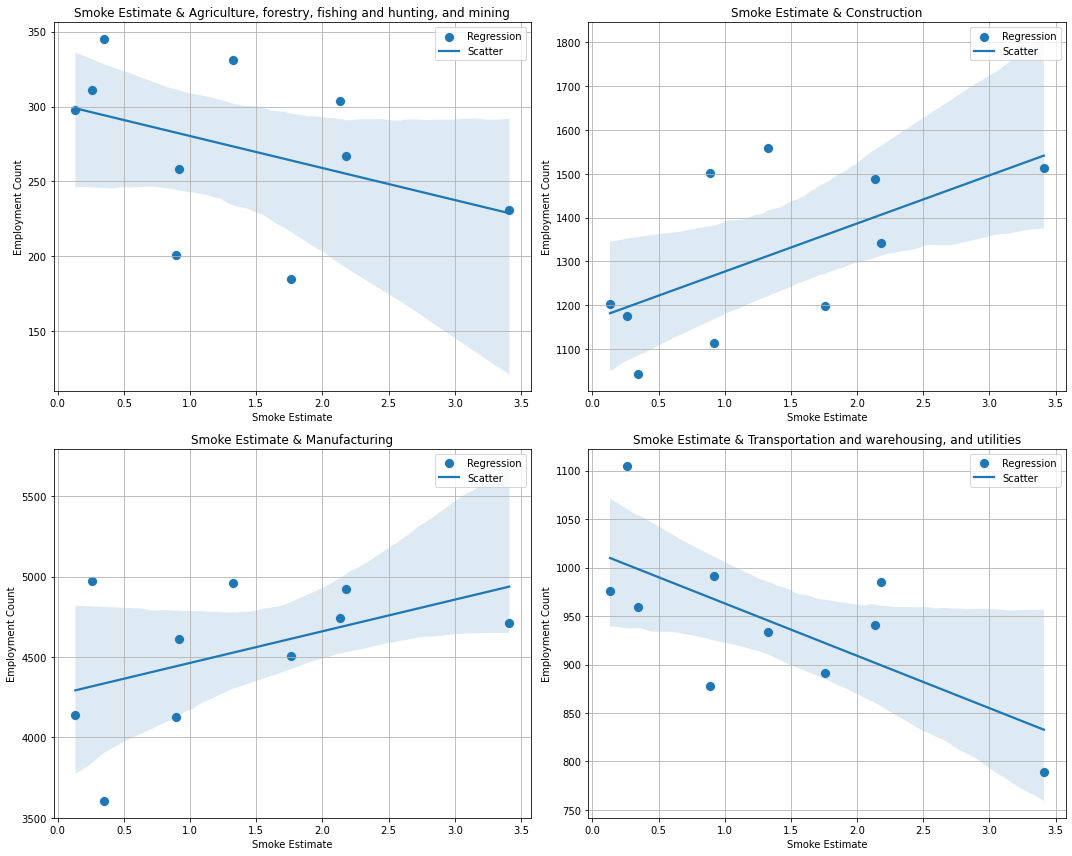 Smoke Estimate & Agriculture, forestry, fishing and hunting, and mining
350
300
250
200
150
Employment Count
0.0 0.5 1.0 1.5 2.0 2.5 3.0 3.5
Smoke Estimate
Regression
Scatter
Smoke Estimate & Construction
1800
1700
1600
1500
1400
1300
1200
1100
Employment Count
0.0 0.5 1.0 1.5 2.0 2.5 3.0 3.5
Smoke Estimate
Regression
Scatter
Smoke Estimate & Manufacturing
5500
5000
4500
4000
3500
Employment Count
0.0 0.5 1.0 1.5 2.0 2.5 3.0 3.5
Smoke Estimate
Regression
Scatter
Smoke Estimate & Transportation and warehousing, and utilities
1100
1050
1000
950
900
850
800
750
Employment Count
0.0 0.5 1.0 1.5 2.0 2.5 3.0 3.5
Smoke Estimate
Regression
Scatter